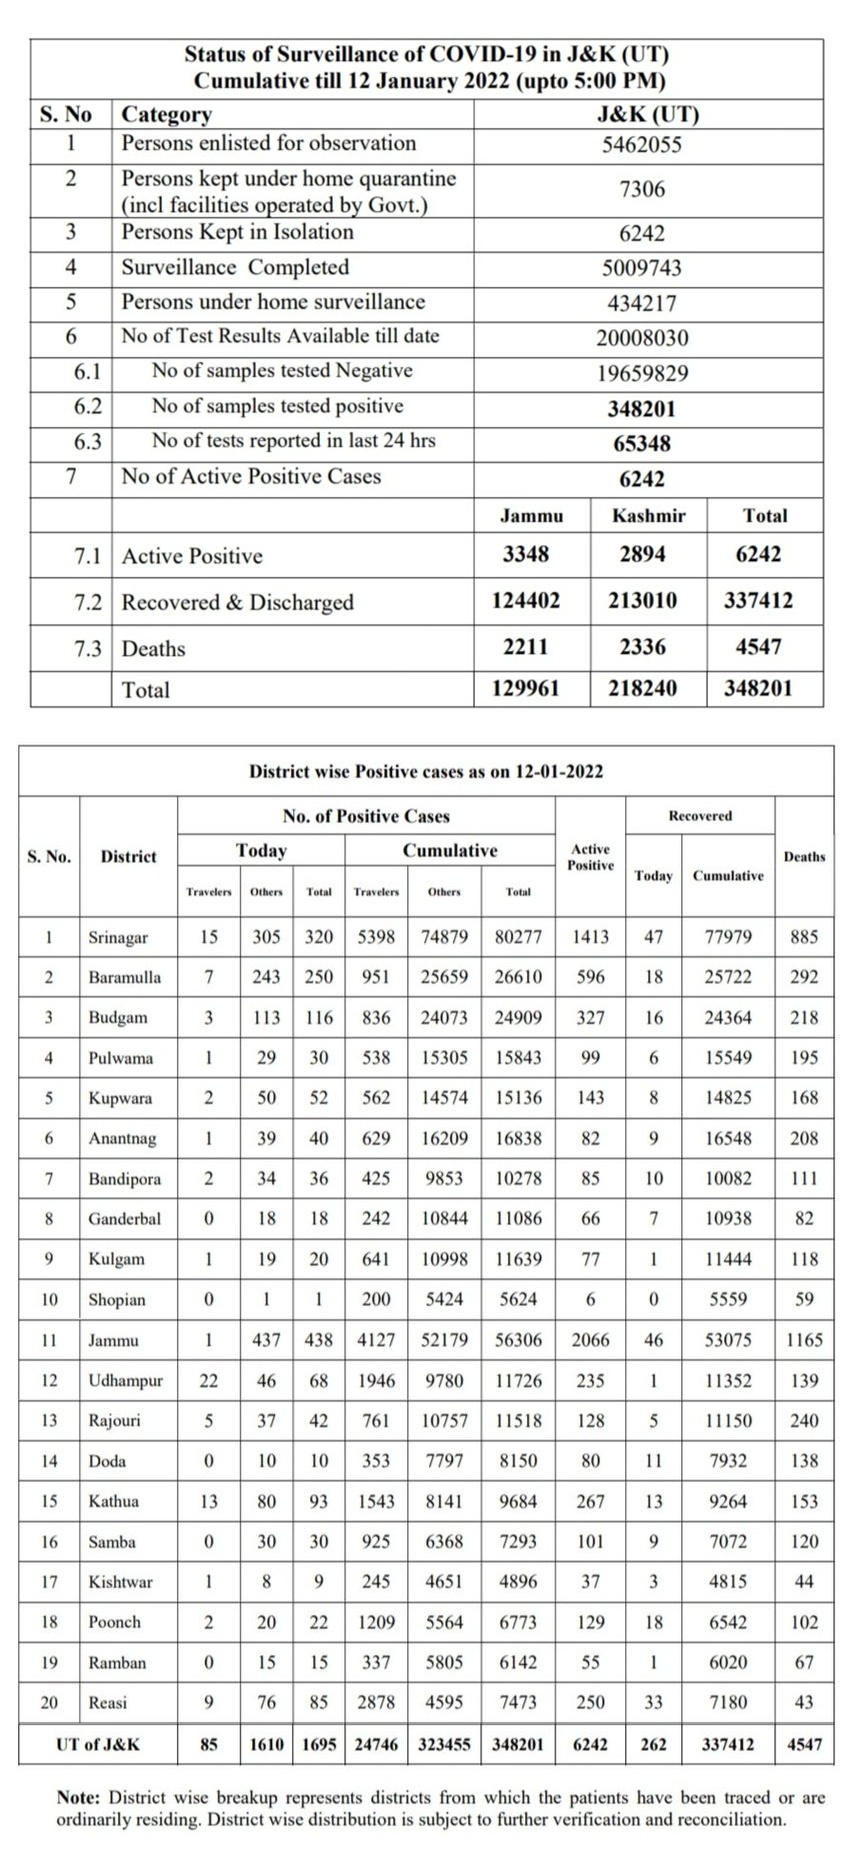 Status of Surveillance of COVID-19 in J&K (UT)
Cumulative till 12 January 2022 (upto 5:00 PM)
S. No Category J&K (UT)
1 Persons enlisted for observation 5462055
2 Persons kept under home quarantine (incl facilities operated by Govt.) 7306
3 Persons Kept in Isolation 6242
4 Surveillance Completed 5009743
5 Persons under home surveillance 434217
6 No of Test Results Available till date 20008030
6.1 No of samples tested Negative 19659829
6.2 No of samples tested positive 348201
6.3 No of tests reported in last 24 hrs 65348
7 No of Active Positive Cases 6242
Jammu Kashmir Total
7.1 Active Positive 3348 2894 6242
7.2 Recovered & Discharged 124402 213010 337412
7.3 Deaths 2211 2336 4547
Total 129961 218240 348201
District wise Positive cases as on 12-01-2022
S. No. District No. of Positive Cases Active Positive Recovered Deaths
Today Cumulative Today Cumulative
Travelers Others Total Travelers Others Total
1 Srinagar 15 305 320 5398 74879 80277 1413 47 77979 885
2 Baramulla 7 243 250 951 25659 26610 596 18 25722 292
3 Budgam 3 113 116 836 24073 24909 327 16 24364 218
4 Pulwama 1 29 30 538 15305 15843 99 6 15549 195
5 Kupwara 2 50 52 562 14574 15136 143 8 14825 168
6 Anantnag 1 39 40 629 16209 16838 82 9 16548 208
7 Bandipora 2 34 36 425 9853 10278 85 10 10082 111
8 Ganderbal 0 18 18 242 10844 11086 66 7 10938 82
9 Kulgam 1 19 20 641 10998 11639 77 1 11444 118
10 Shopian 0 1 1 200 5424 5624 6 0 5559 59
11 Jammu 1 437 438 4127 52179 56306 2066 46 53075 1165
12 Udhampur 22 46 68 1946 9780 11726 235 1 11352 139
13 Rajouri 5 37 42 761 10757 11518 128 5 11150 240
14 Doda 0 10 10 353 7797 8150 80 11 7932 138
15 Kathua 13 80 93 1543 8141 9684 267 13 9264 153
16 Samba 0 30 30 925 6368 7293 101 9 7072 120
17 Kishtwar 1 8 9 245 4651 4896 37 3 4815 44
18 Poonch 2 20 22 1209 5564 6773 129 18 6542 102
19 Ramban 0 15 15 337 5805 6142 55 1 6020 67
20 Reasi 9 76 85 2878 4595 7473 250 33 7180 43
UT of J&K 85 1610 1695 24746 323455 348201 6242 262 337412 4547
Note: District wise breakup represents districts from which the patients have been traced or are
ordinarily residing. District wise distribution is subject to further verification and reconciliation.